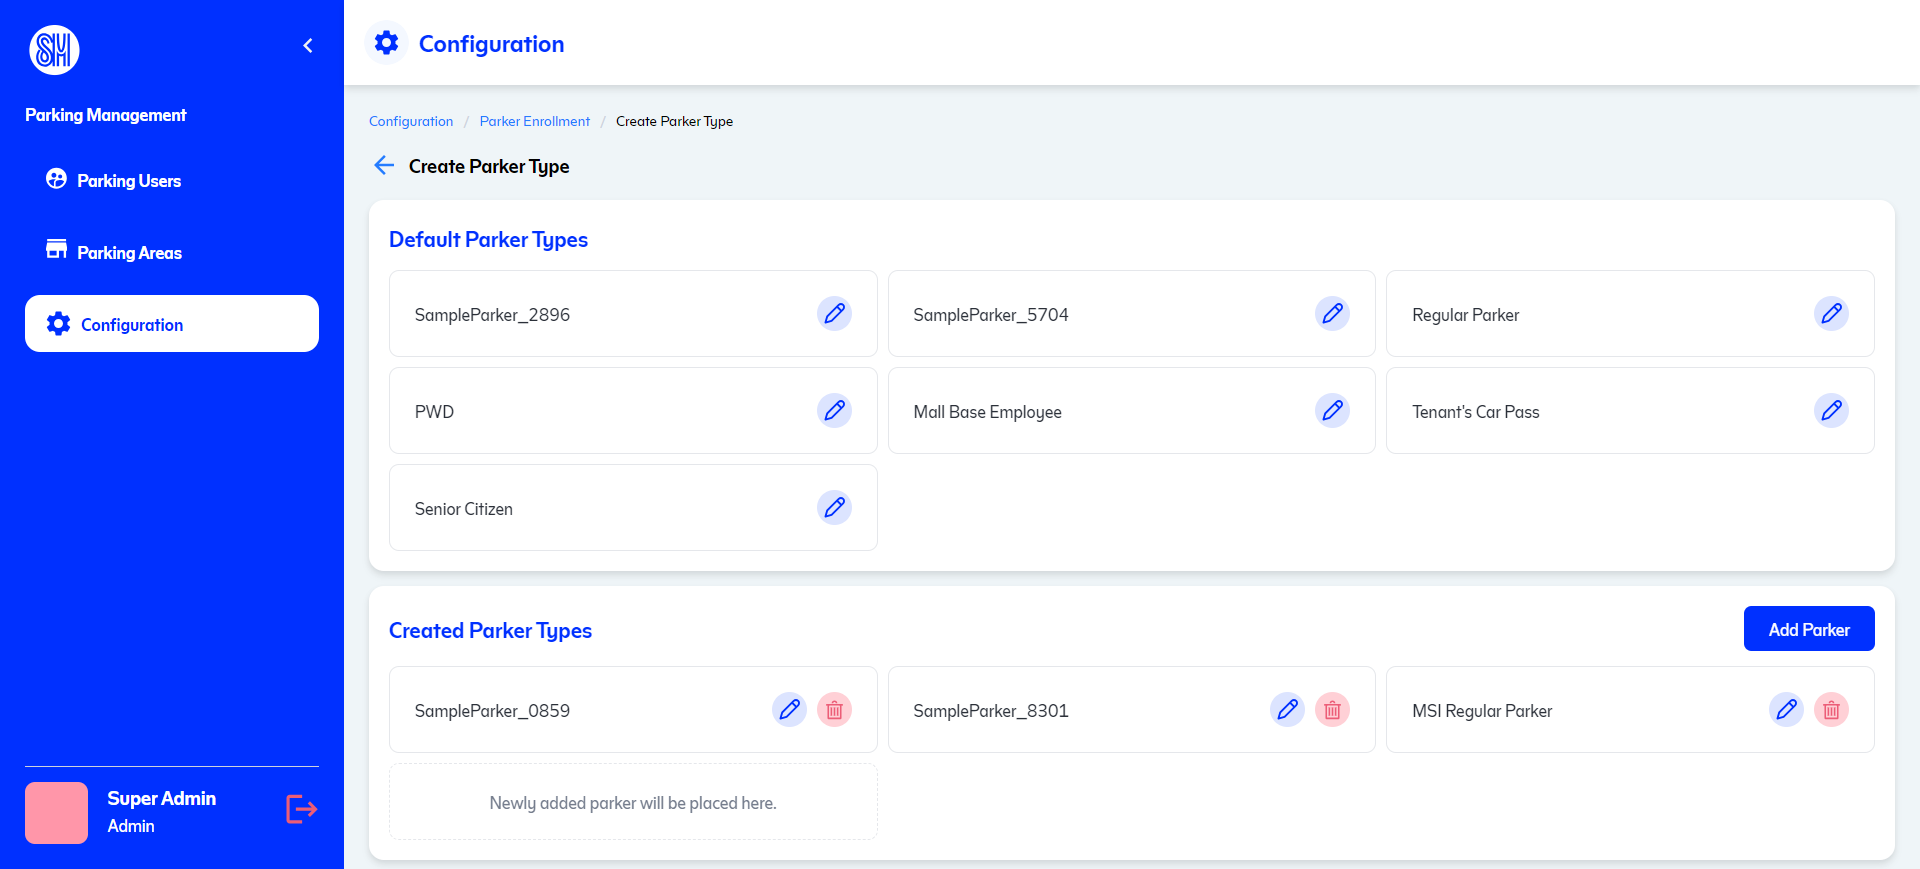 SM
Parking Management
Parking Users
Parking Areas
Configuration
Super Admin
Admin
Configuration
Configuration / Parker Enrollment / Create Parker Type
Create Parker Type
Default Parker Types
SampleParker_2896
SampleParker_5704
Regular Parker
PWD
Mall Base Employee
Tenant's Car Pass
Senior Citizen
Created Parker Types
Add Parker
SampleParker_0859
SampleParker_8301
MSI Regular Parker
Newly added parker will be placed here.